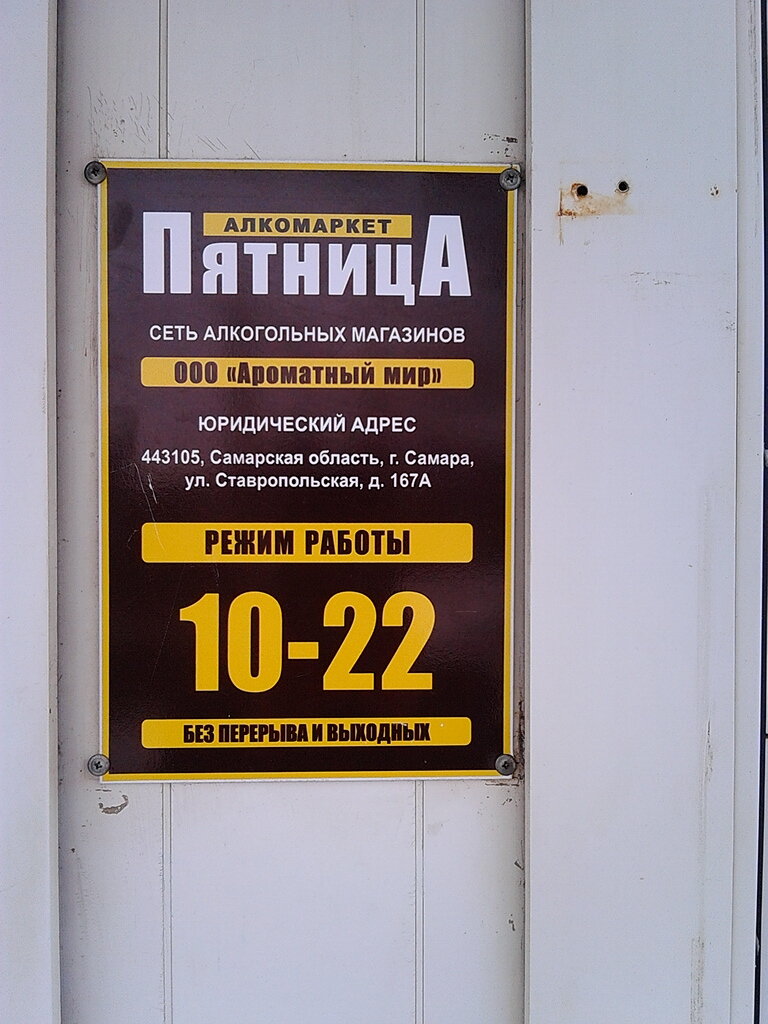 АЛКОМАРКЕТ
ПятницА
СЕТЬ АЛКОГОЛЬНЫХ МАГАЗИНОВ
ООО «Ароматный мир»
ЮРИДИЧЕСКИЙ АДРЕС
443105, Самарская область, г. Самара,
ул. Ставропольская, д. 167А
РЕЖИМ РАБОТЫ
10-22
БЕЗ ПЕРЕРЫВА И ВЫХОДНЫХ